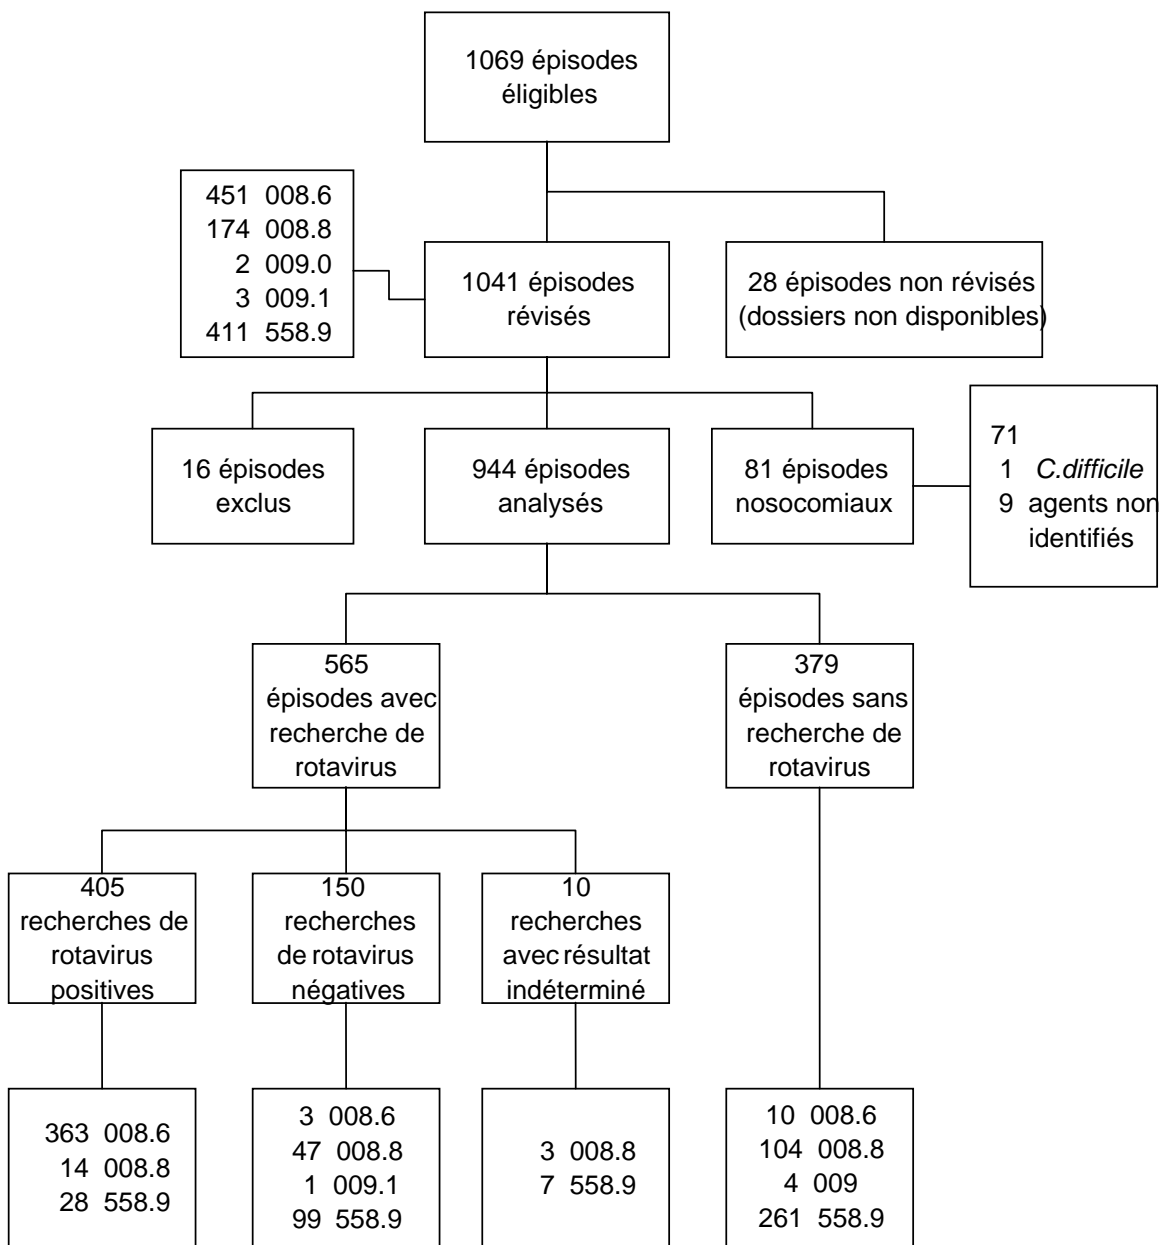 1069 épisodes
éligibles
451 008.6
174 008.8
2 009.0
3 009.1
411 558.9
1041 épisodes
révisés
28 épisodes non révisés
(dossiers non disponibles)
16 épisodes
exclus
944 épisodes
analysés
81 épisodes
nosocomiaux
71
1 C.difficile
9 agents non
identifiés
565
épisodes avec
recherche de
rotavirus
379
épisodes sans
recherche de
rotavirus
405
recherches de
rotavirus
positives
150
recherches
de rotavirus
négatives
10
recherches
avec résultat
indéterminé
363 008.6
14 008.8
28 558.9
3 008.6
47 008.8
1 009.1
99 558.9
3 008.8
7 558.9
10 008.6
104 008.8
4 009
261 558.9